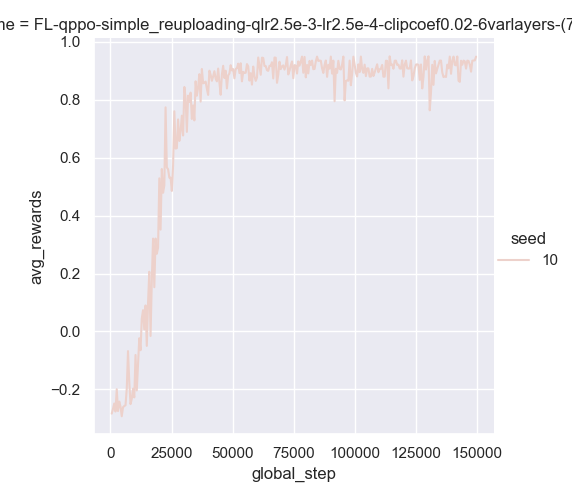 ne = FL-qppo-simple_reuploading-qlr2.5e-3-lr2.5e-4-clipcoef0.02-6varlayers-(7
1.0
0.8
0.6
0.4
0.2
0.0
−0.2
avg_rewards
seed
10
0 25000 50000 75000 100000 125000 150000
global_step